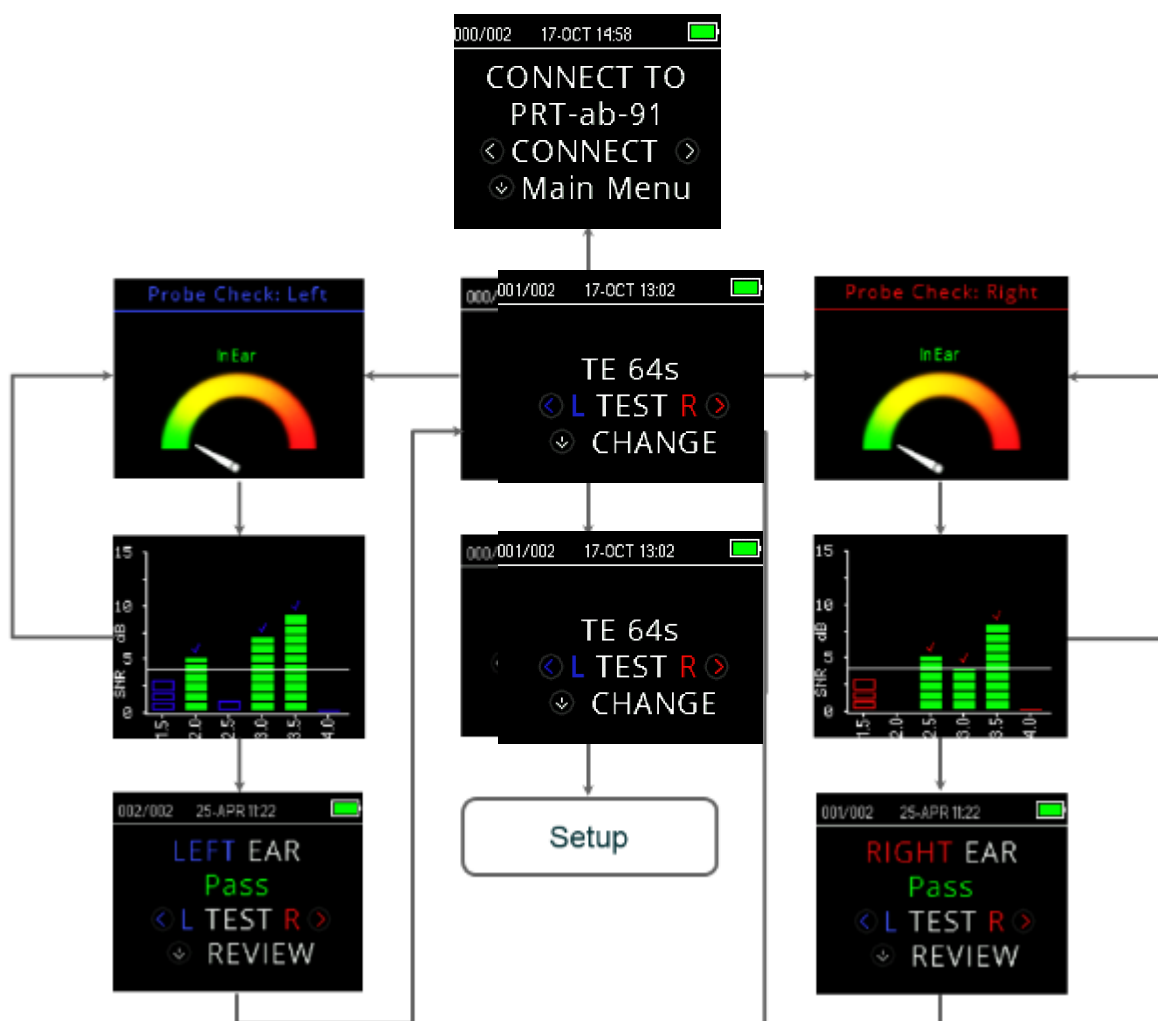 000/002 17-OCT 14:58
CONNECT TO
PRT-ab-91
CONNECT
Main Menu
Probe Check: Left
In Ear
000/
001/002 17-OCT 13:02
TE 64s
L TEST R
CHANGE
Probe Check: Right
In Ear
15
10
5
0
SNR dB
1.5-
2.0-
2.5-
3.0-
3.5-
4.0-
000/
001/002 17-OCT 13:02
TE 64s
L TEST R
CHANGE
15
10
5
0
SNR dB
1.5-
2.0-
2.5-
3.0-
3.5-
4.0-
002/002 25-APR 11:22
LEFT EAR
Pass
L TEST R
REVIEW
Setup
001/002 25-APR 11:22
RIGHT EAR
Pass
L TEST R
REVIEW